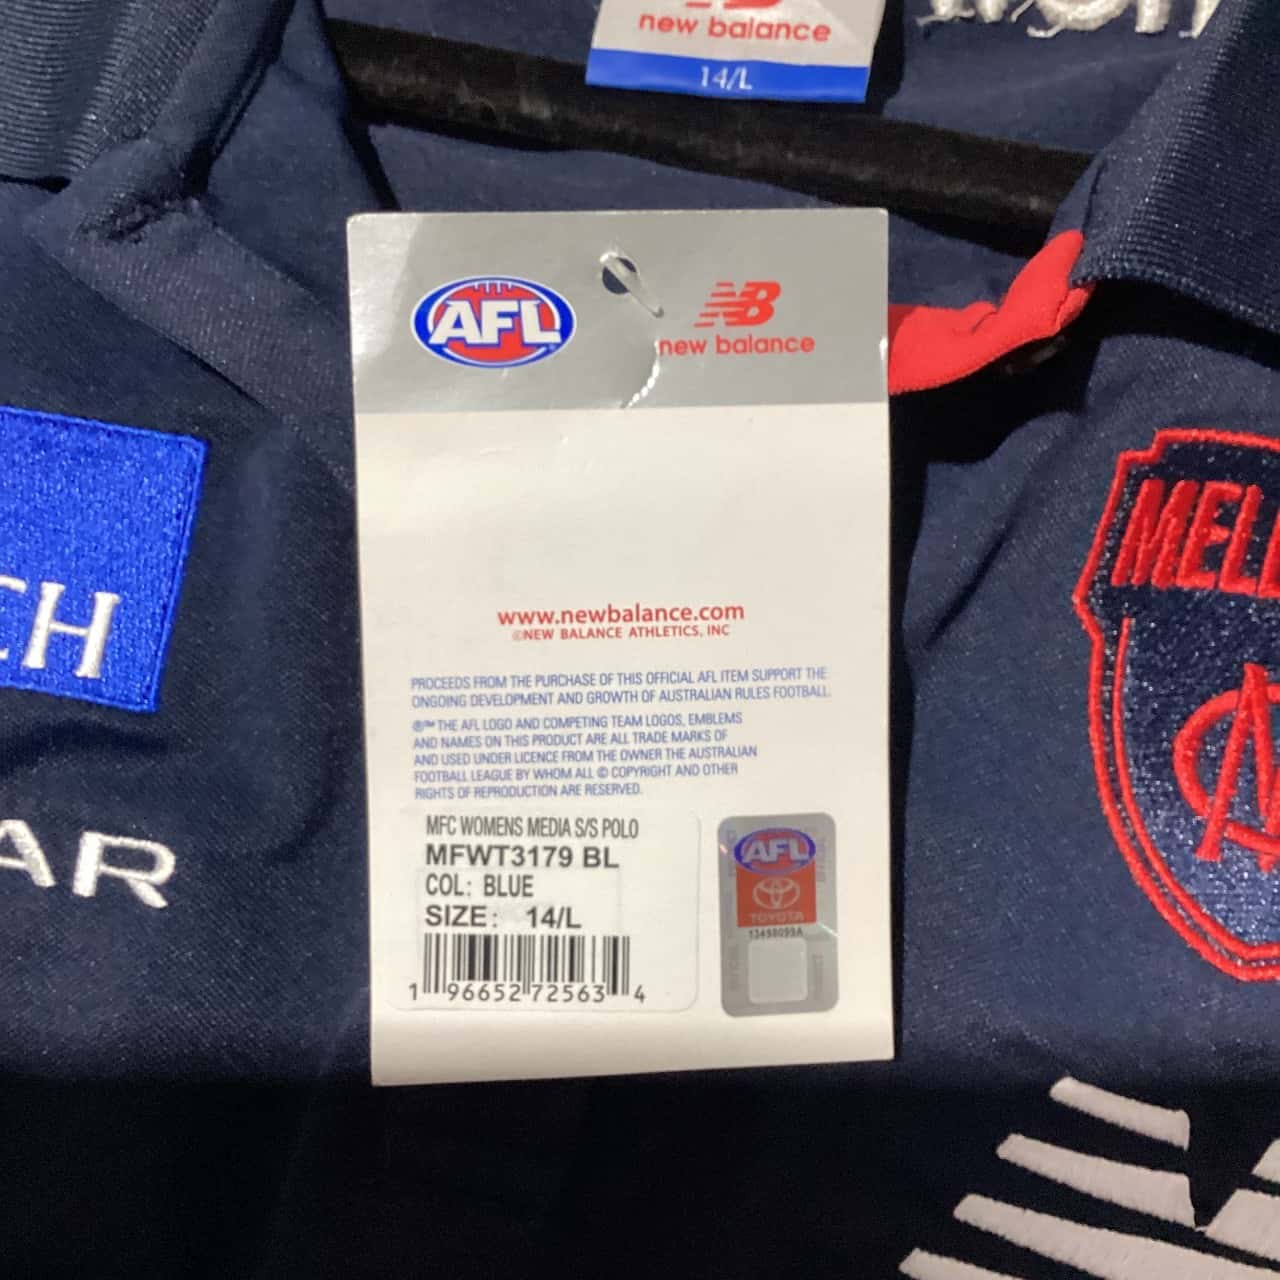 new balance
14/L
AFL
NB
new balance
www.newbalance.com
©NEW BALANCE ATHLETICS, INC
PROCEEDS FROM THE PURCHASE OF THIS OFFICIAL AFL ITEM SUPPORT THE
ONGOING DEVELOPMENT AND GROWTH OF AUSTRALIAN RULES FOOTBALL.
®™ THE AFL LOGO AND COMPETING TEAM LOGOS, EMBLEMS
AND NAMES ON THIS PRODUCT ARE ALL TRADE MARKS OF
AND USED UNDER LICENCE FROM THE OWNER THE AUSTRALIAN
FOOTBALL LEAGUE BY WHOM ALL © COPYRIGHT AND OTHER
RIGHTS OF REPRODUCTION ARE RESERVED.
MFC WOMENS MEDIA S/S POLO
MFWT3179 BL
COL: BLUE
SIZE: 14/L
1 96652 72563 4
AFL
TOYOTA
13498099A
CH
AR
MEL